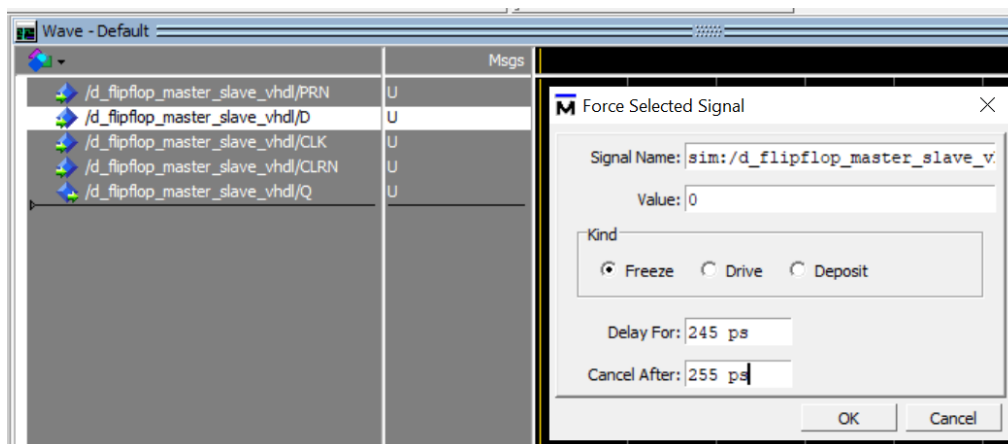 Wave - Default
Msgs
/d_flipflop_master_slave_vhdl/PRN U
/d_flipflop_master_slave_vhdl/D U
/d_flipflop_master_slave_vhdl/CLK U
/d_flipflop_master_slave_vhdl/CLRN U
/d_flipflop_master_slave_vhdl/Q U
M Force Selected Signal
Signal Name: sim:/d_flipflop_master_slave_v
Value: 0
Kind
Freeze Drive Deposit
Delay For: 245 ps
Cancel After: 255 ps
OK Cancel